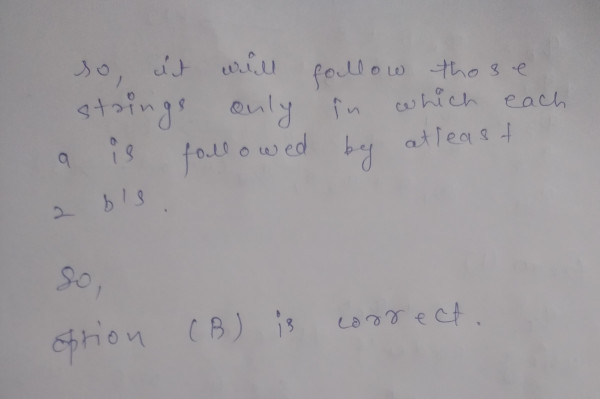 so, it will follow those
strings only in which each
a is followed by atleast
2 b's.
So,
option (B) is correct.